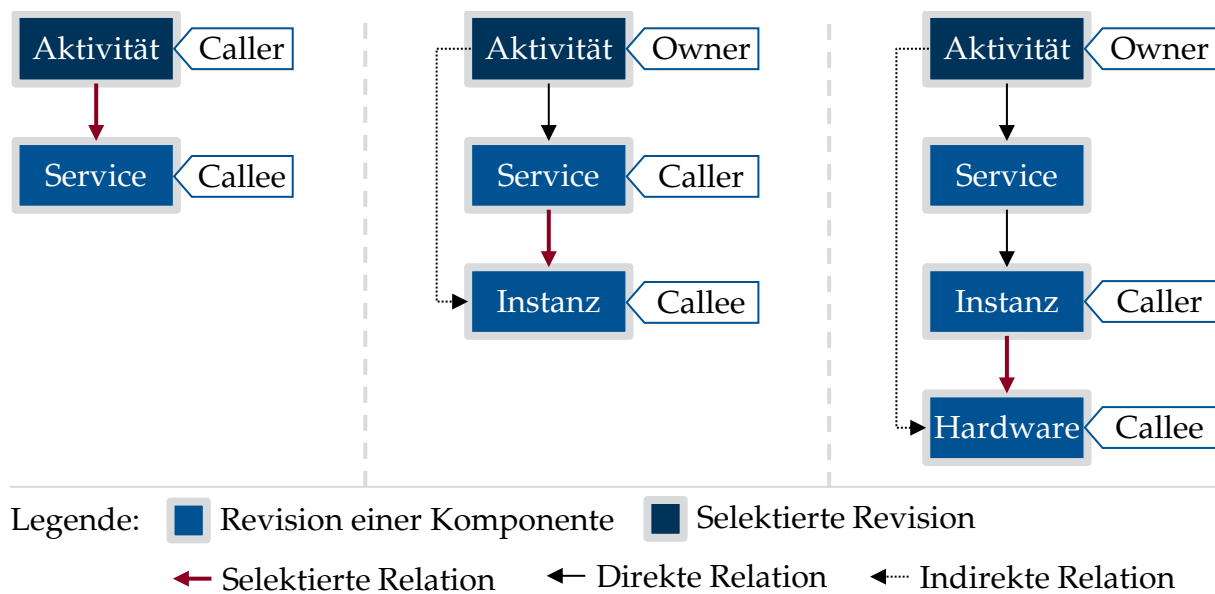 Aktivität Caller
Service Callee
Aktivität Owner
Service Caller
Instanz Callee
Aktivität Owner
Service
Instanz Caller
Hardware Callee
Legende: Revision einer Komponente Selektierte Revision
Selektierte Relation Direkte Relation Indirekte Relation